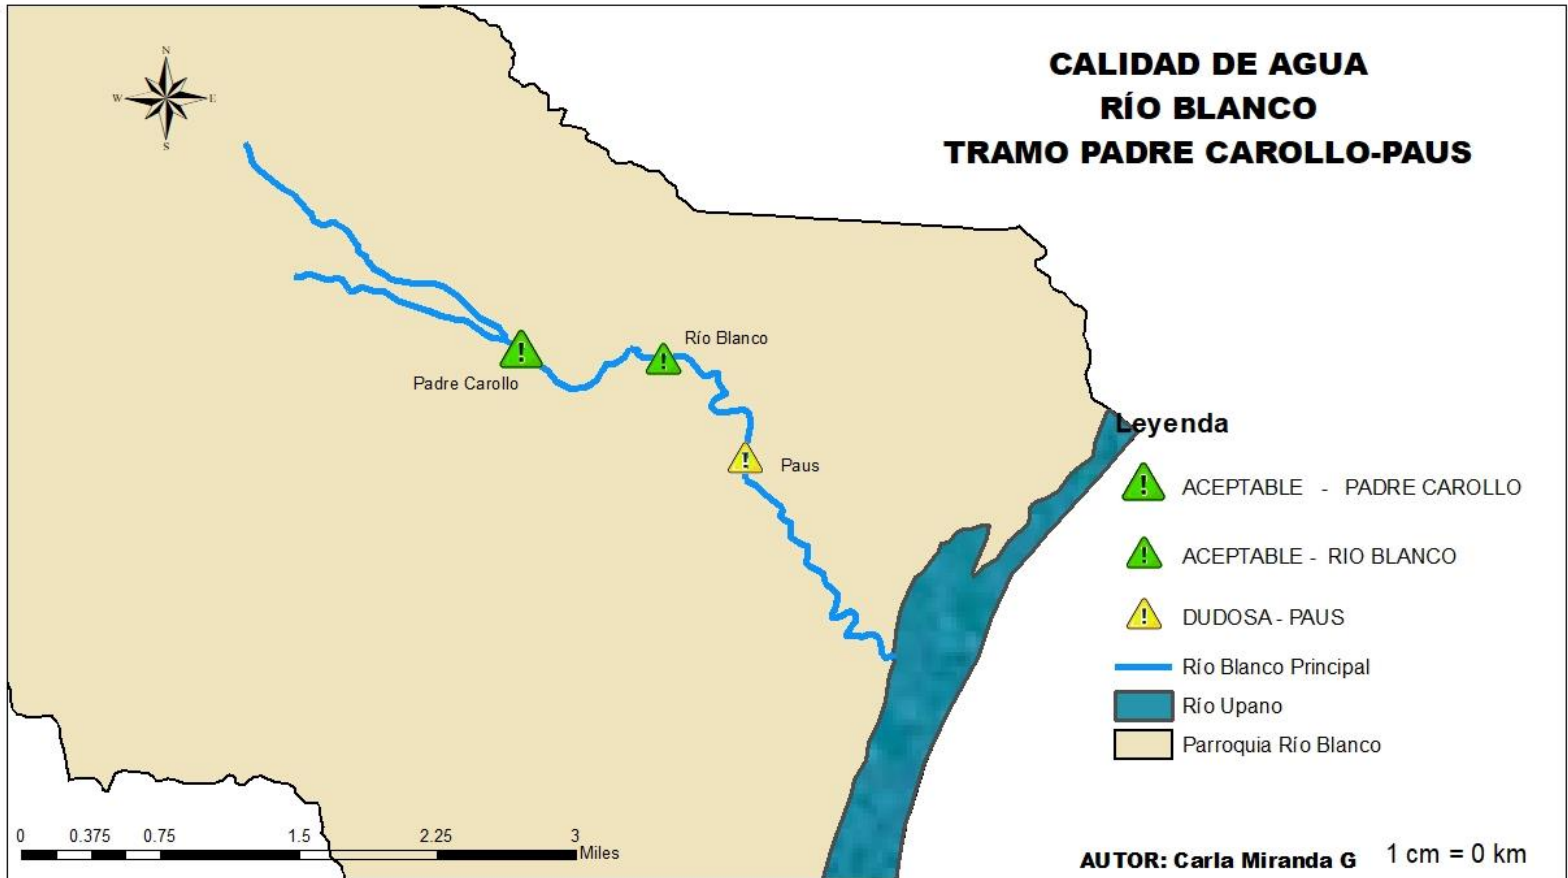 CALIDAD DE AGUA
RÍO BLANCO
TRAMO PADRE CAROLLO-PAUS
N
W E
S
Río Blanco
Padre Carollo
Paus
Leyenda
! ACEPTABLE - PADRE CAROLLO
! ACEPTABLE - RIO BLANCO
! DUDOSA - PAUS
Río Blanco Principal
Río Upano
Parroquia Río Blanco
0 0.375 0.75 1.5 2.25 3
Miles
AUTOR: Carla Miranda G 1 cm = 0 km